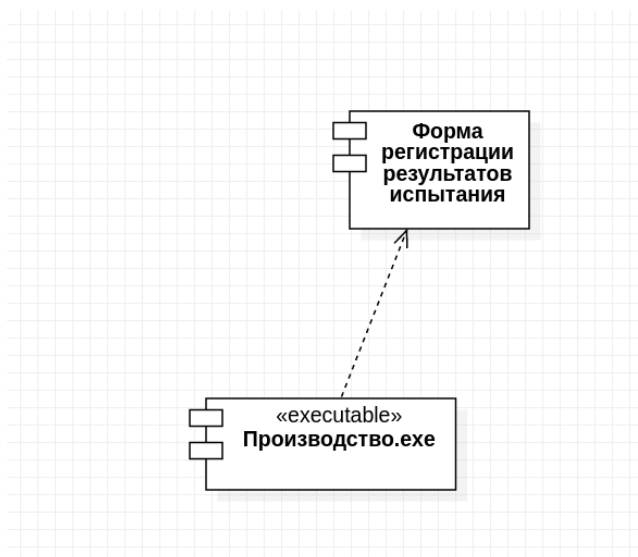 Форма
регистрации
результатов
испытания
«executable»
Производство.exe